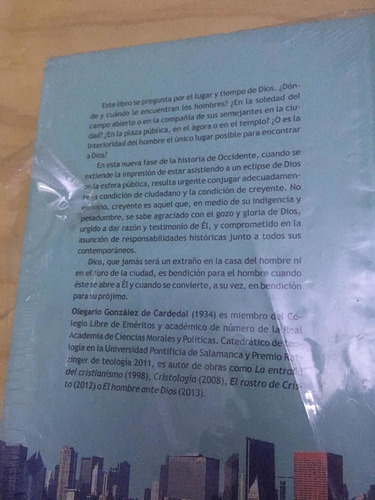 Este libro se pregunta por el lugar y tiempo de Dios. ¿Dón-
de y cuándo le encuentran los hombres? ¿En la soledad del
campo abierto o en la compañía de sus semejantes en la ciu-
dad? ¿En la plaza pública, en el ágora o en el templo? ¿O es la
interioridad del hombre el único lugar posible para encontrar
a Dios?
En esta nueva fase de la historia de Occidente, cuando se
extiende la impresión de estar asistiendo a un eclipse de Dios
en la esfera pública, resulta urgente conjugar adecuadamen-
te la condición de ciudadano y la condición de creyente. No
creyente es aquel que, en medio de su indigencia y
pesadumbre, se sabe agraciado con el gozo y gloria de Dios,
urgido a dar razón y testimonio de Él, y comprometido en la
asunción de responsabilidades históricas junto a todos sus
contemporáneos.
Dios, que jamás será un extraño en la casa del hombre ni
en el foro de la ciudad, es bendición para el hombre cuando
éste se abre a Él y cuando se convierte, a su vez, en bendición
para su prójimo.
Olegario González de Cardedal (1934) es miembro del Co-
legio Libre de Eméritos y académico de número de la Real
Academia de Ciencias Morales y Políticas. Catedrático de teo-
logía en la Universidad Pontificia de Salamanca y Premio Rat-
zinger de teología 2011, es autor de obras como La entraña
del cristianismo (1998), Cristología (2008), El rostro de Cris-
to (2012) o El hombre ante Dios (2013).